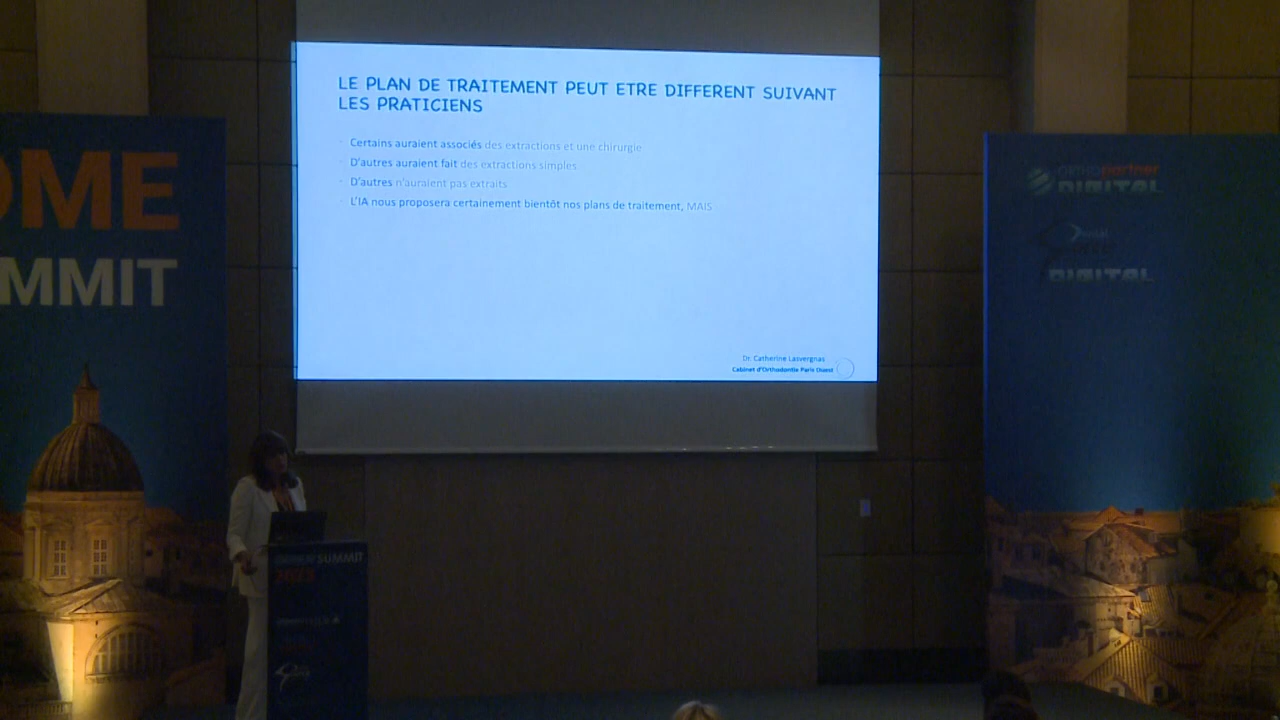 LE PLAN DE TRAITEMENT PEUT ETRE DIFFERENT SUIVANT
LES PRATICIENS
Certains auraient associés des extractions et une chirurgie
D'autres auraient fait des extractions simples
D'autres n'auraient pas extraits
L'IA nous proposera certainement bientôt nos plans de traitement, MAIS
Dr. Catherine Lasvergnas
Cabinet d'Orthodontie Paris Ouest
OME
MMIT
ORTHOpartner
DIGITAL
DIGITAL
SUMMIT